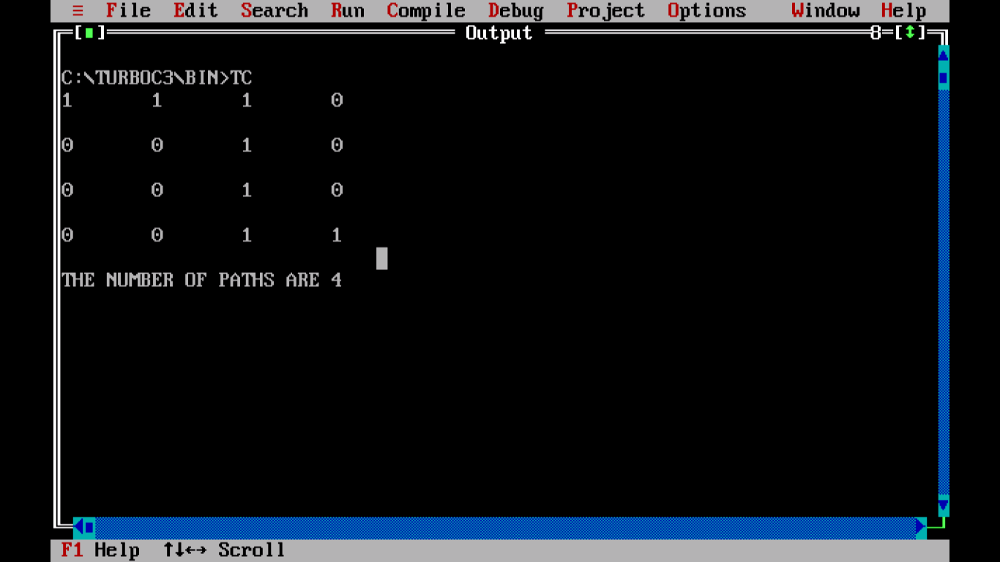 ≡ File Edit Search Run Compile Debug Project Options Window Help
[■] Output 8=[↕]
C:\TURBOC3\BIN>TC
1 1 1 0
0 0 1 0
0 0 1 0
0 0 1 1
THE NUMBER OF PATHS ARE 4
F1 Help ↑↓←→ Scroll